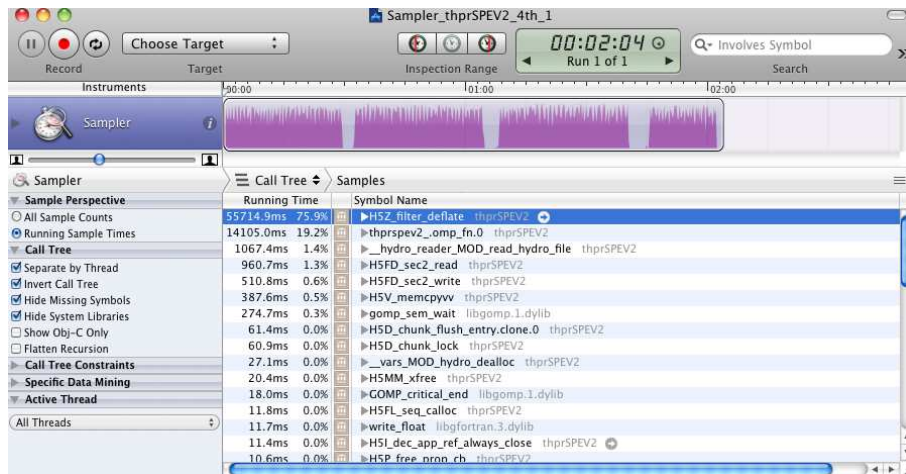 Sampler_thprSPEV2_4th_1
Choose Target
00:02:04
Run 1 of 1
Involves Symbol
Record
Target
Inspection Range
Search
Instruments
00:00
01:00
02:00
Sampler
Sampler
Call Tree
Samples
Sample Perspective
All Sample Counts
Running Sample Times
Call Tree
Separate by Thread
Invert Call Tree
Hide Missing Symbols
Hide System Libraries
Show Obj-C Only
Flatten Recursion
Call Tree Constraints
Specific Data Mining
Active Thread
All Threads
Running Time Symbol Name
55714.9ms 75.9% H5Z_filter_deflate thprSPEV2
14105.0ms 19.2% thprspev2_.omp_fn.0 thprSPEV2
1067.4ms 1.4% __hydro_reader_MOD_read_hydro_file thprSPEV2
960.7ms 1.3% H5FD_sec2_read thprSPEV2
510.8ms 0.6% H5FD_sec2_write thprSPEV2
387.6ms 0.5% H5V_memcpyvv thprSPEV2
274.7ms 0.3% gomp_sem_wait libgomp.1.dylib
61.4ms 0.0% H5D_chunk_flush_entry.clone.0 thprSPEV2
60.9ms 0.0% H5D_chunk_lock thprSPEV2
27.1ms 0.0% __vars_MOD_hydro_dealloc thprSPEV2
20.4ms 0.0% H5MM_xfree thprSPEV2
18.0ms 0.0% GOMP_critical_end libgomp.1.dylib
11.8ms 0.0% H5FL_seq_calloc thprSPEV2
11.7ms 0.0% write_float libgfortran.3.dylib
11.4ms 0.0% H5I_dec_app_ref_always_close thprSPEV2
10.6ms 0.0% H5P_free_prop_cb thprSPEV2